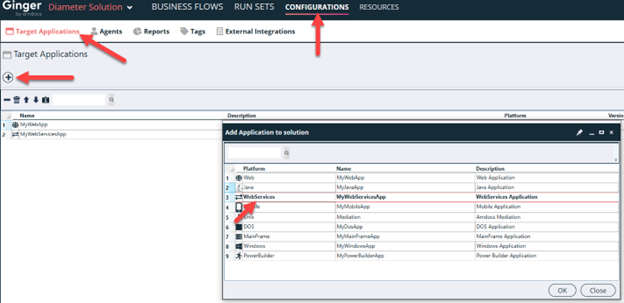 Ginger
by amdocs
Diameter Solution
BUSINESS FLOWS
RUN SETS
CONFIGURATIONS
RESOURCES
Target Applications
Agents
Reports
Tags
External Integrations
Target Applications
Name Description Platform Versio
1 MyWebApp
2 MyWebServicesApp
Add Application to solution
Platform Name Description
1 Web MyWebApp Web Application
2 Java MyJavaApp Java Application
3 WebServices MyWebServicesApp WebServices Application
4 MyMobileApp Mobile Application
5 Mediation Amdocs Mediation
6 DOS MyDosApp DOS Application
7 MainFrame MyMainFrameApp MainFrame Application
8 Windows MyWindowsApp Windows Application
9 PowerBuilder MyPowerBuilderApp Power Builder Application
OK
Close